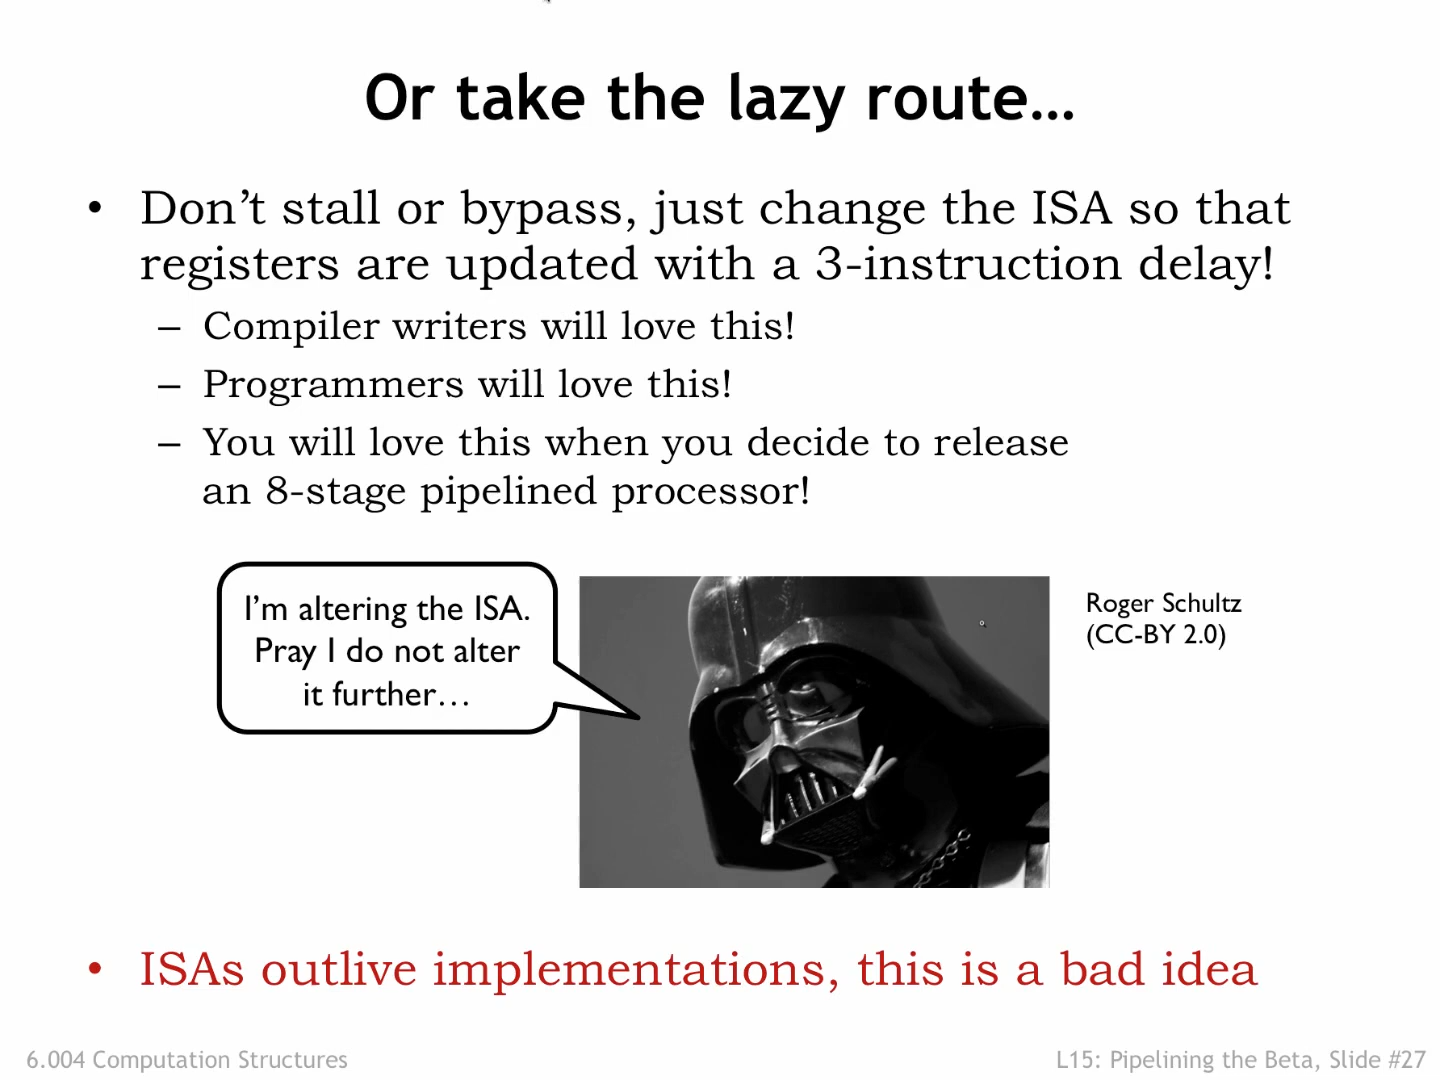 Or take the lazy route…
• Don’t stall or bypass, just change the ISA so that
registers are updated with a 3-instruction delay!
– Compiler writers will love this!
– Programmers will love this!
– You will love this when you decide to release
an 8-stage pipelined processor!
I’m altering the ISA.
Pray I do not alter
it further…
Roger Schultz
(CC-BY 2.0)
• ISAs outlive implementations, this is a bad idea
6.004 Computation Structures
L15: Pipelining the Beta, Slide #27